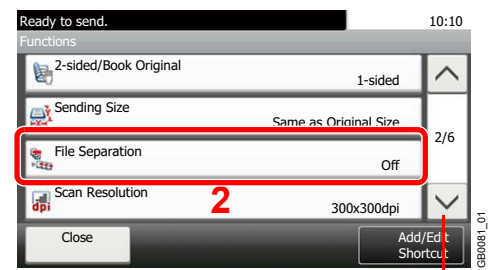 Ready to send. 10:10
Functions
2-sided/Book Original
1-sided
Sending Size
Same as Original Size
2/6
File Separation
Off
Scan Resolution
dpi
2
300x300dpi
Close
Add/Edit
Shortcut
GB0081_01